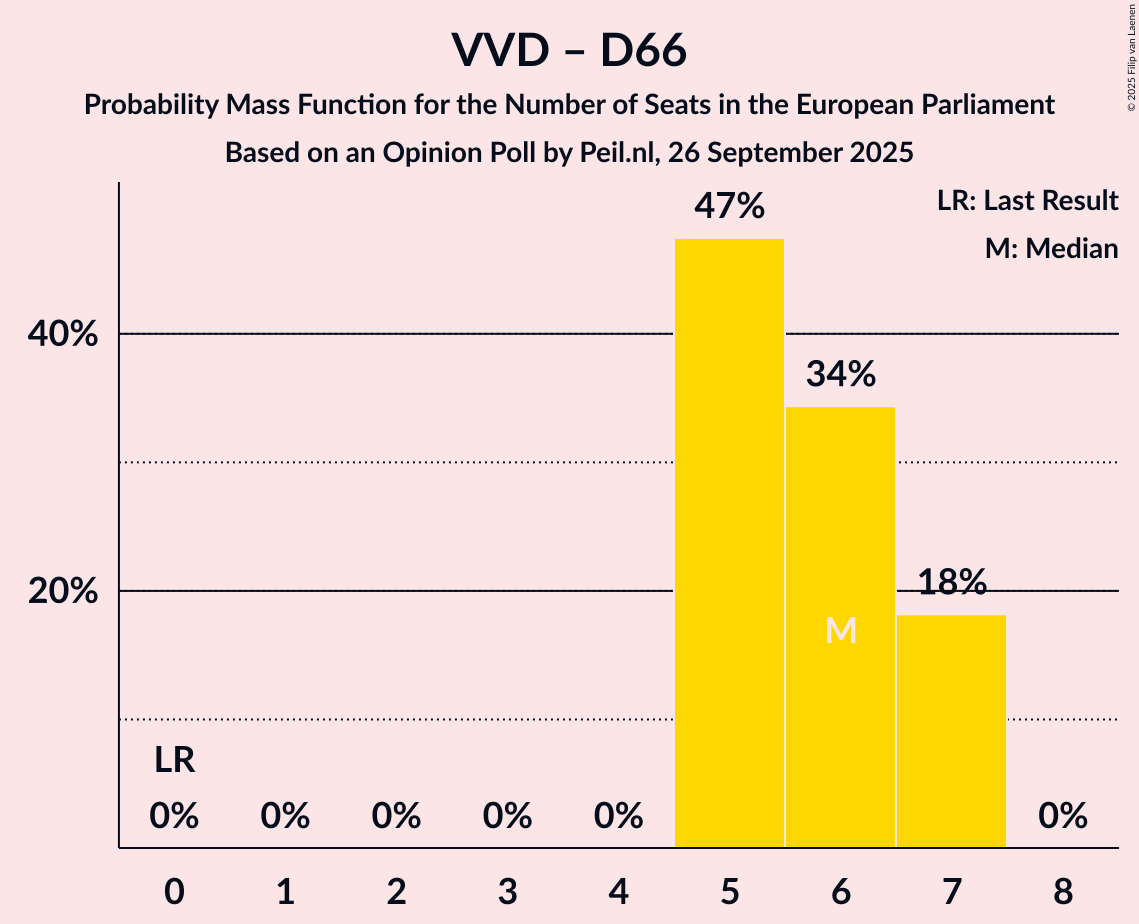 VVD – D66
Probability Mass Function for the Number of Seats in the European Parliament
Based on an Opinion Poll by Peil.nl, 26 September 2025
© 2025 Filip van Laenen
LR: Last Result
M: Median
47%
40%
34%
20%
18%
M
LR
0% 0% 0% 0% 0% 0%
0 1 2 3 4 5 6 7 8